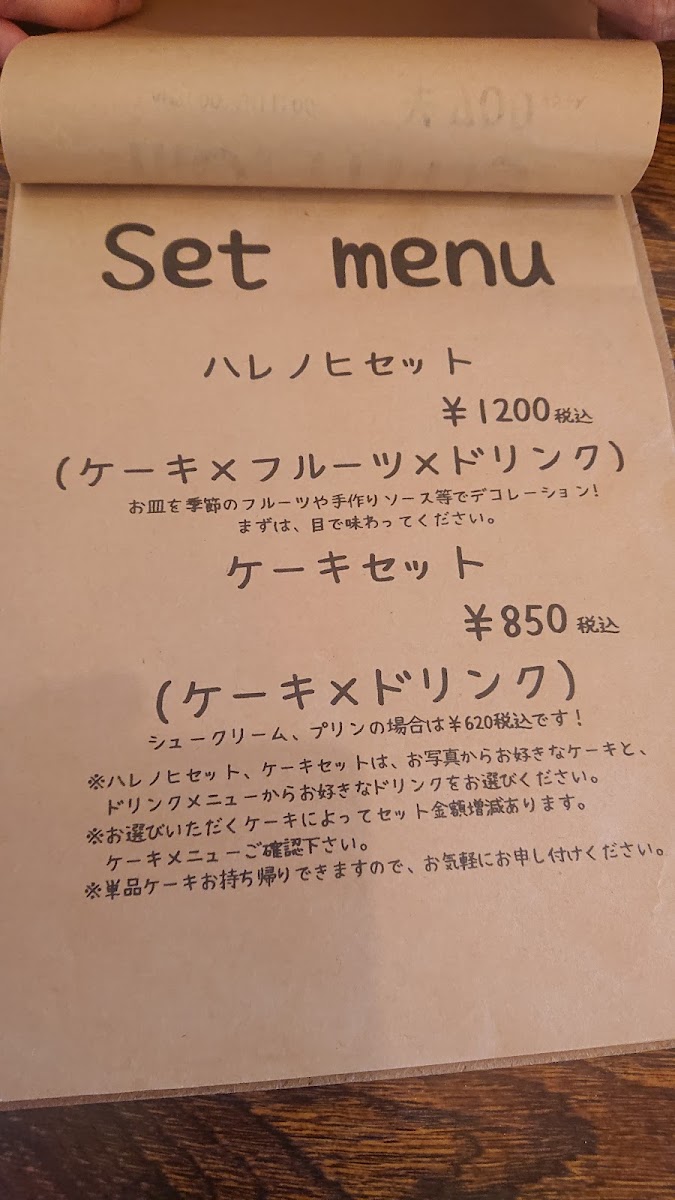 Set menu
ハレノヒセット
¥1200税込
(ケーキ×フルーツ×ドリンク)
お皿を季節のフルーツや手作りソース等でデコレーション!
まずは、目で味わってください。
ケーキセット
¥850 税込
(ケーキ×ドリンク)
シュークリーム、プリンの場合は¥620税込です!
※ハレノヒセット、ケーキセットは、お写真からお好きなケーキと、
ドリンクメニューからお好きなドリンクをお選びください。
※お選びいただくケーキによってセット金額増減あります。
ケーキメニューご確認下さい。
※単品ケーキお持ち帰りできますので、お気軽にお申し付けください。